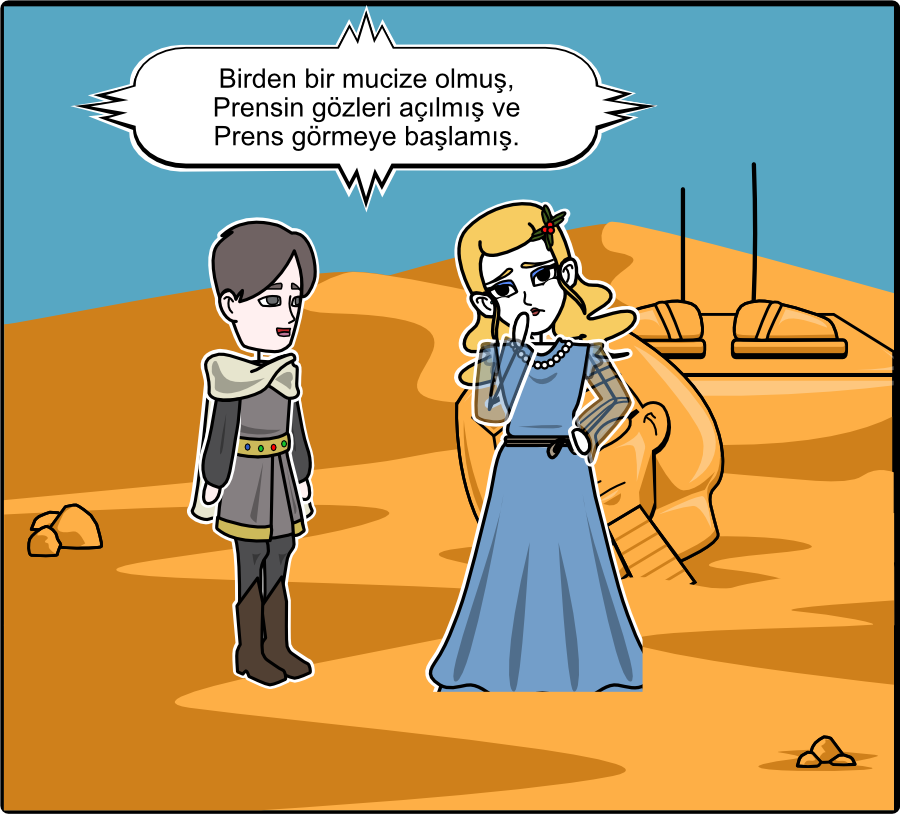 Birden bir mucize olmuş,
Prensin gözleri açılmış ve
Prens görmeye başlamış.